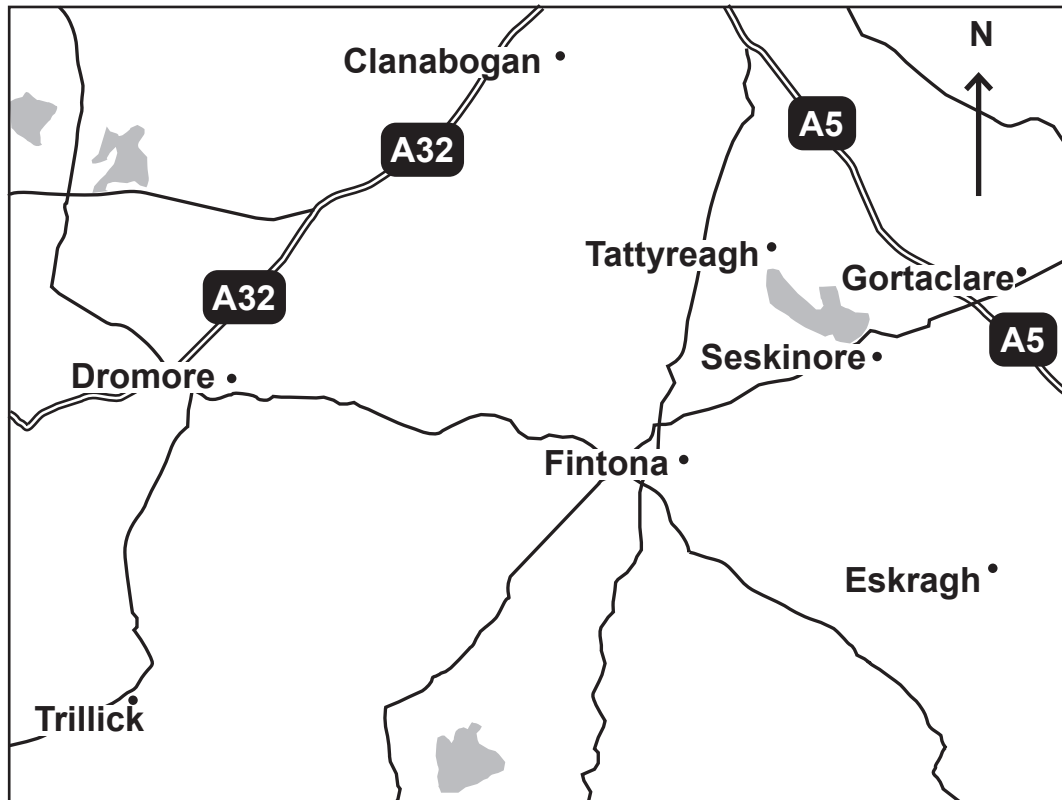 N
Clanabogan
A5
A32
Tattyreagh
Gortaclare
A32
A5
Seskinore
Dromore
Fintona
Eskragh
Trillick